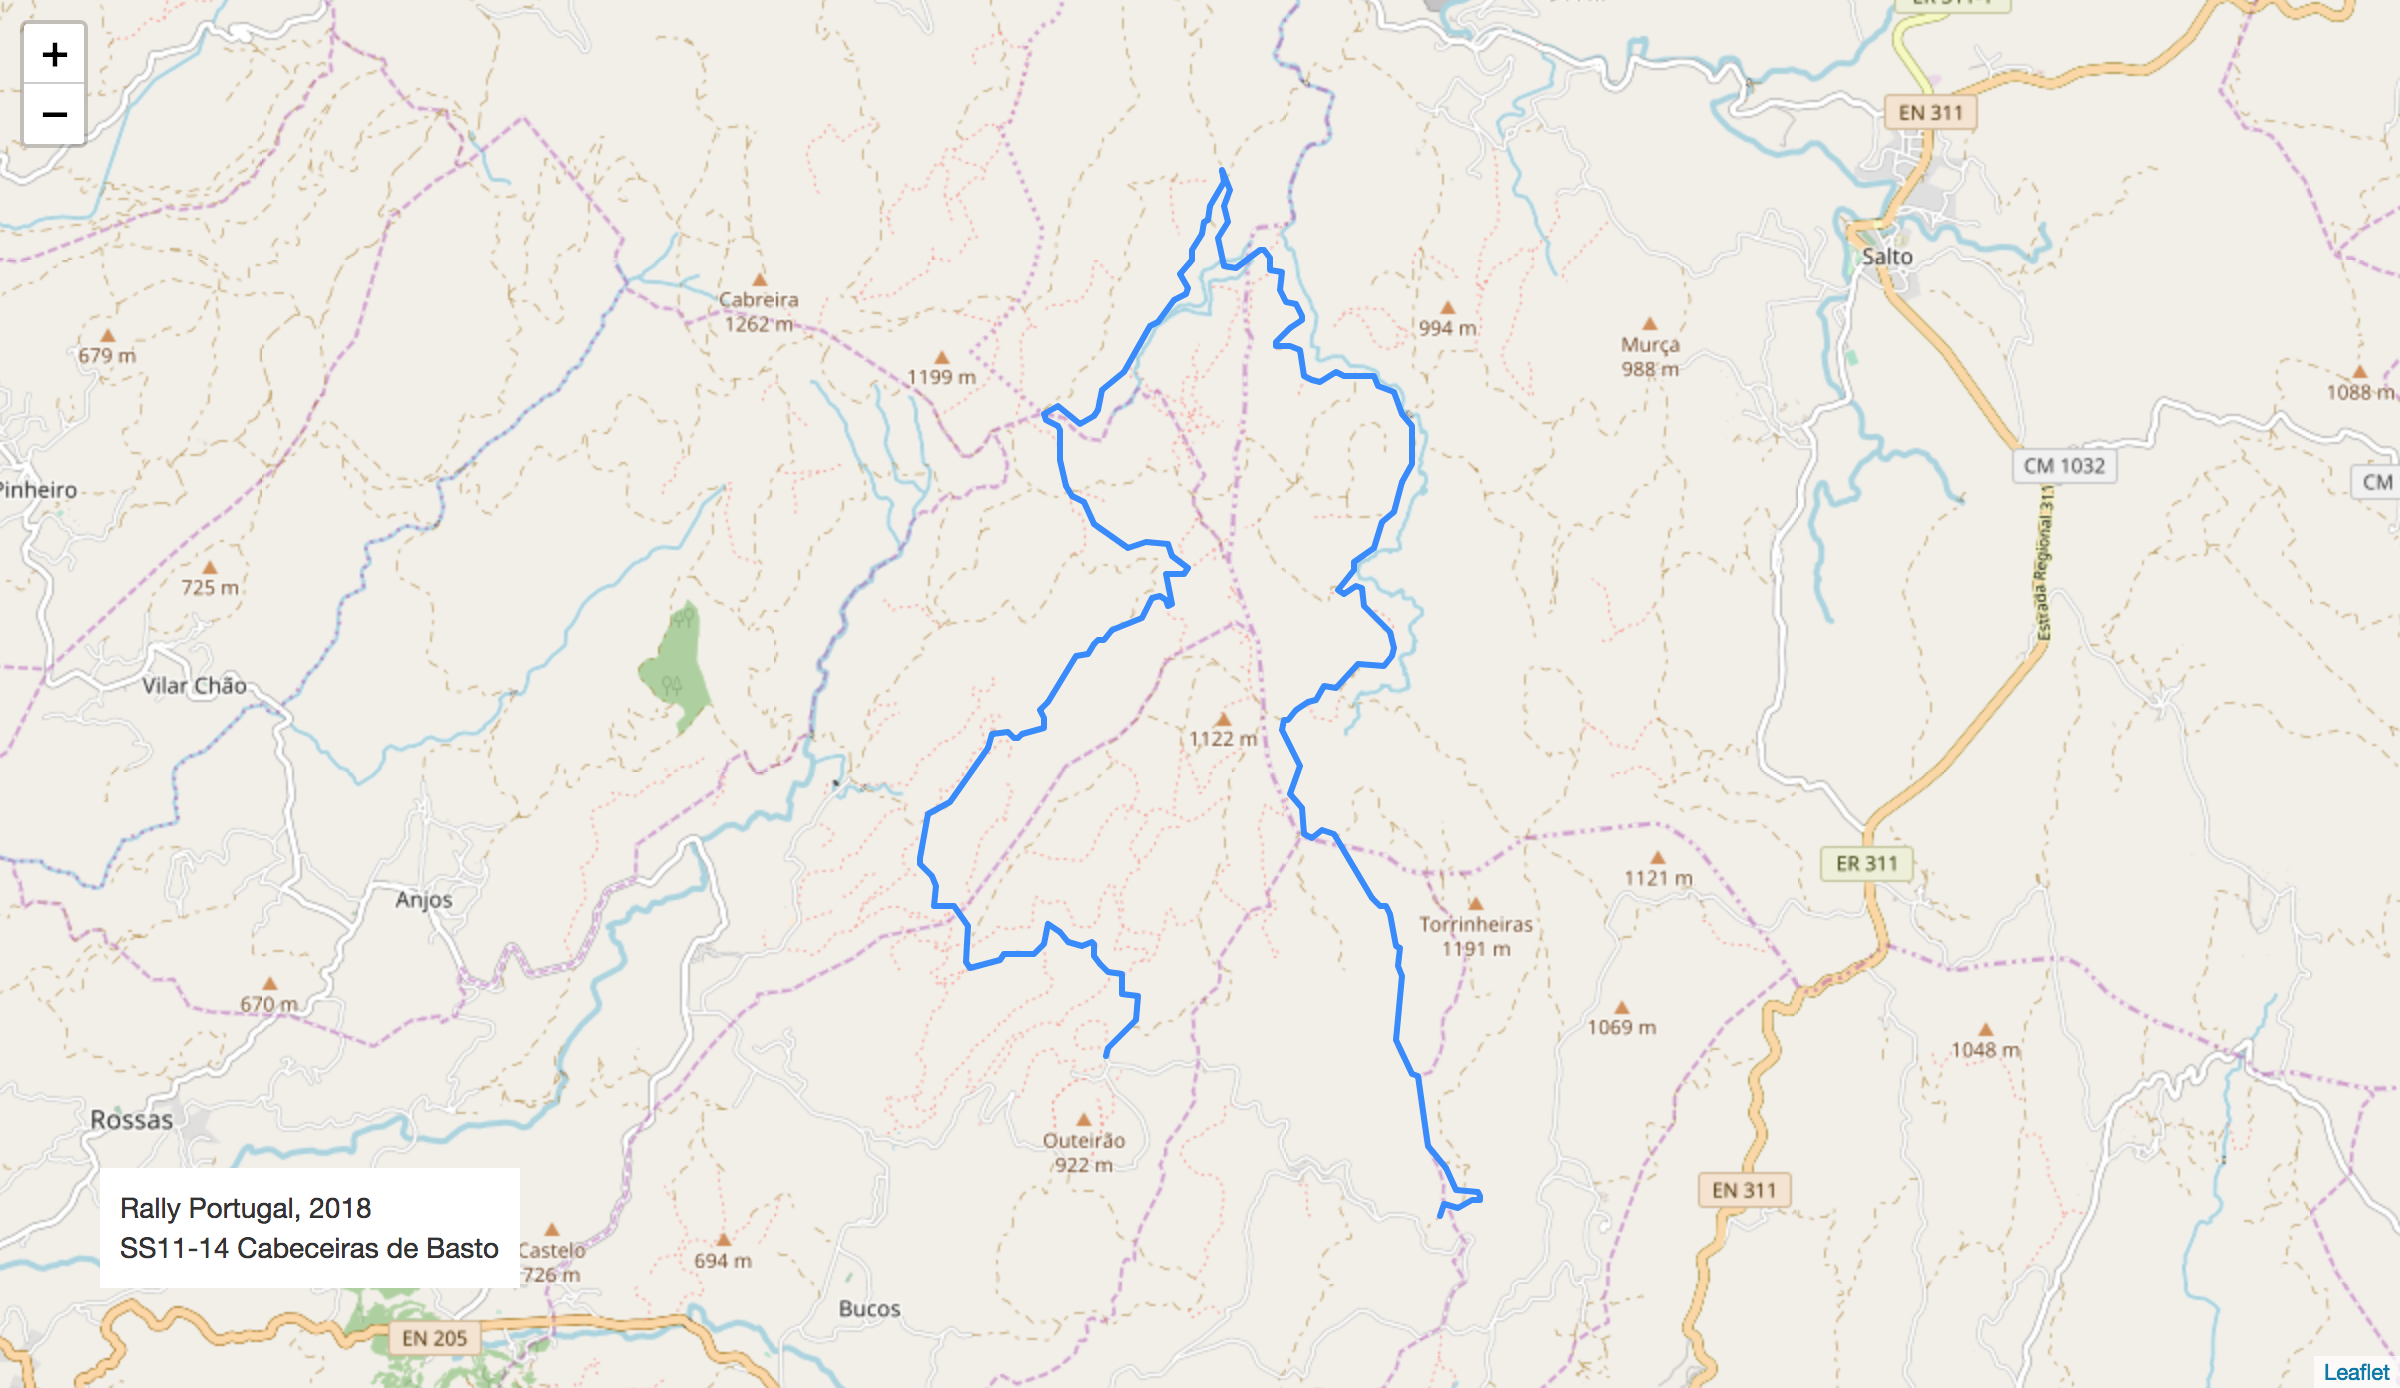 +
−
EN 311
Salto
Cabreira
1262 m
994 m
Murça
988 m
679 m
1199 m
1088 m
CM 1032
CM
Pinheiro
Estrada Regional 311
725 m
Vilar Chão
1122 m
ER 311
1121 m
Anjos
Torrinheiras
1191 m
670 m
1069 m
1048 m
Rossas
Outeirão
922 m
EN 311
Rally Portugal, 2018
SS11-14 Cabeceiras de Basto
Castelo
726 m
694 m
Bucos
EN 205
Leaflet